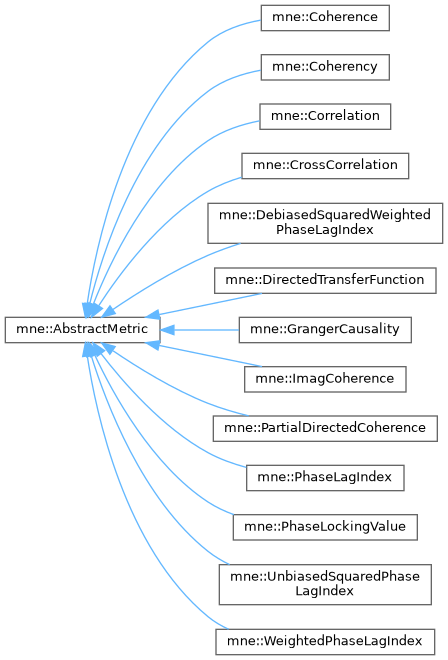 mne::Coherence
mne::Coherency
mne::Correlation
mne::CrossCorrelation
mne::DebiasedSquaredWeighted
PhaseLagIndex
mne::DirectedTransferFunction
mne::AbstractMetric
mne::GrangerCausality
mne::ImagCoherence
mne::PartialDirectedCoherence
mne::PhaseLagIndex
mne::PhaseLockingValue
mne::UnbiasedSquaredPhase
LagIndex
mne::WeightedPhaseLagIndex